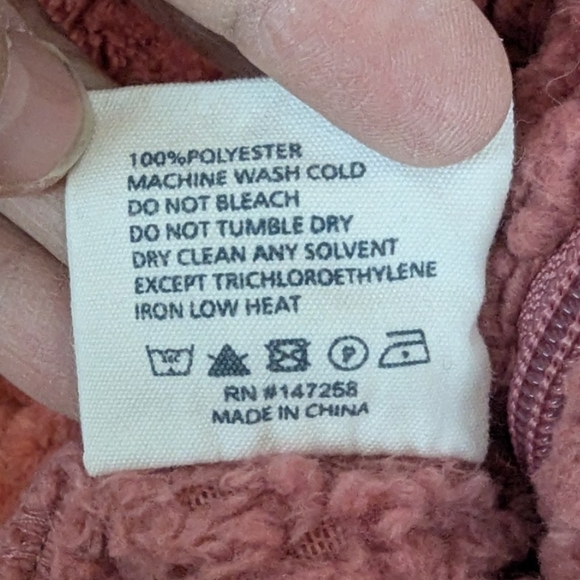 100%POLYESTER
MACHINE WASH COLD
DO NOT BLEACH
DO NOT TUMBLE DRY
DRY CLEAN ANY SOLVENT
EXCEPT TRICHLOROETHYLENE
IRON LOW HEAT
P
RN #147258
MADE IN CHINA